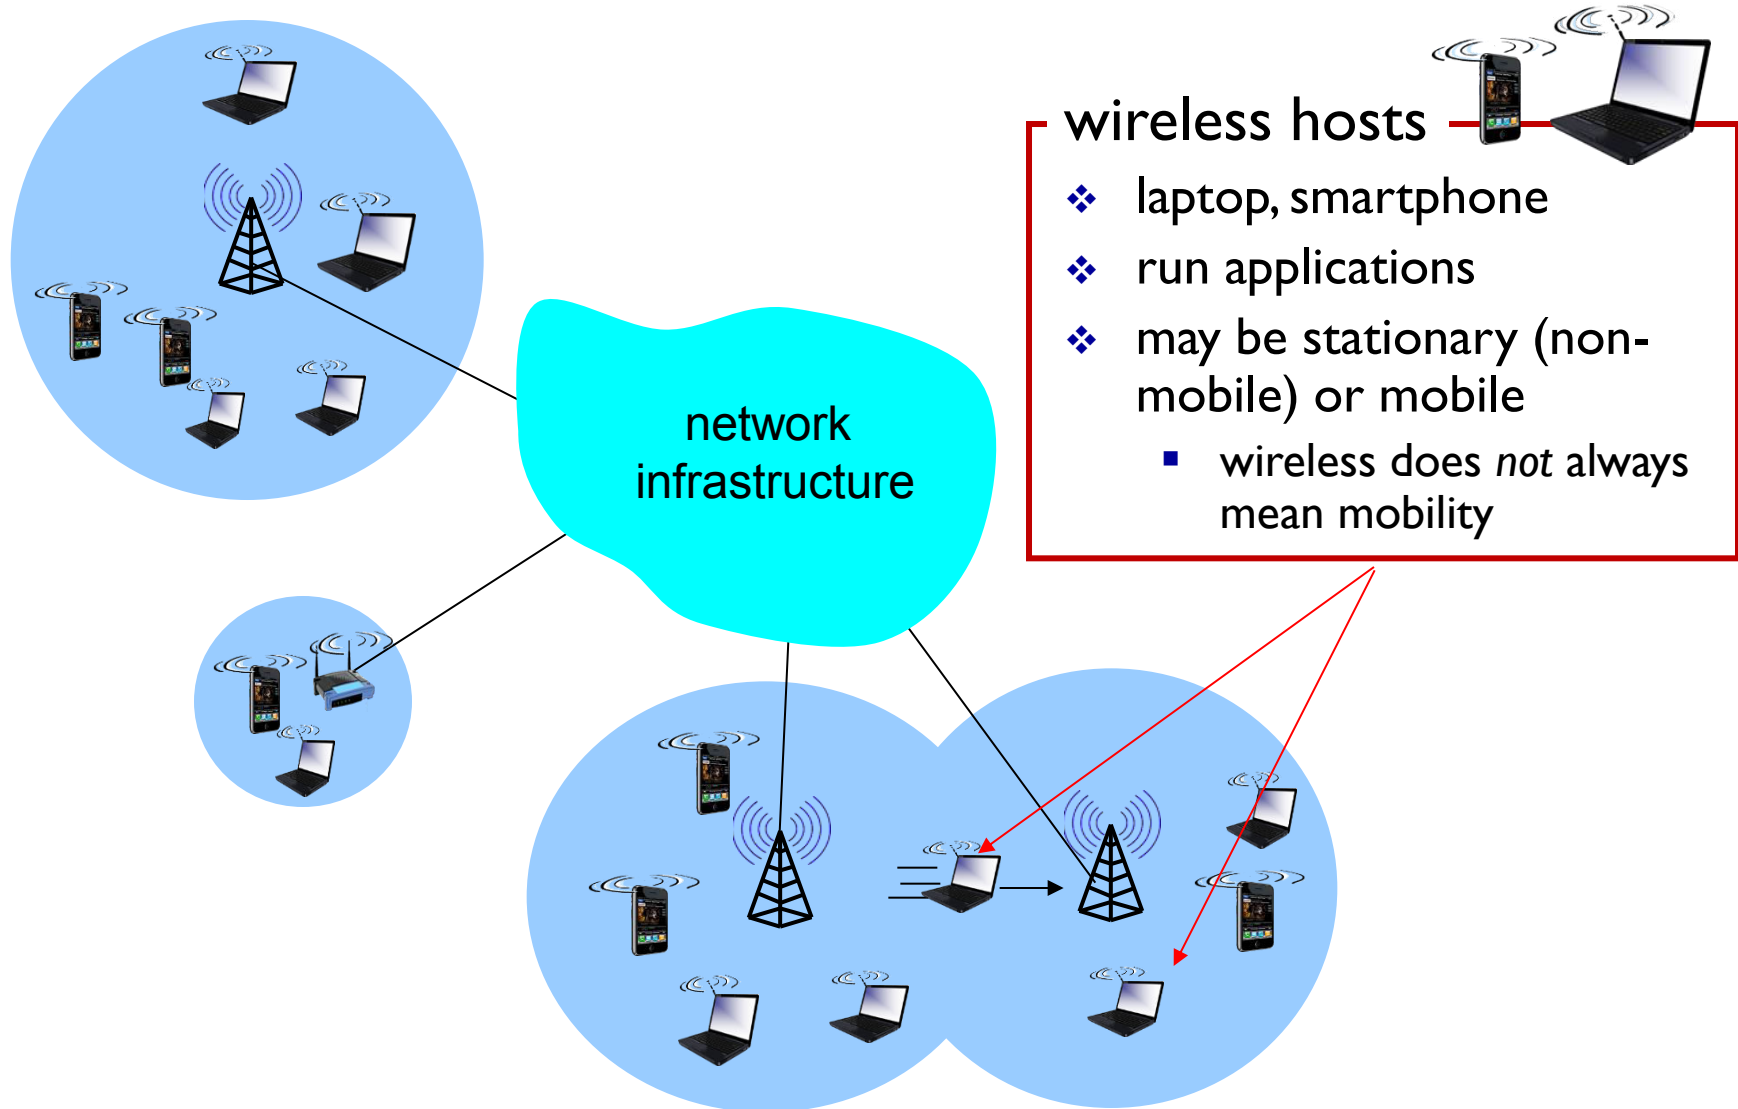 wireless hosts
❖ laptop, smartphone
❖ run applications
❖ may be stationary (non-
mobile) or mobile
▪ wireless does not always
mean mobility
network
infrastructure